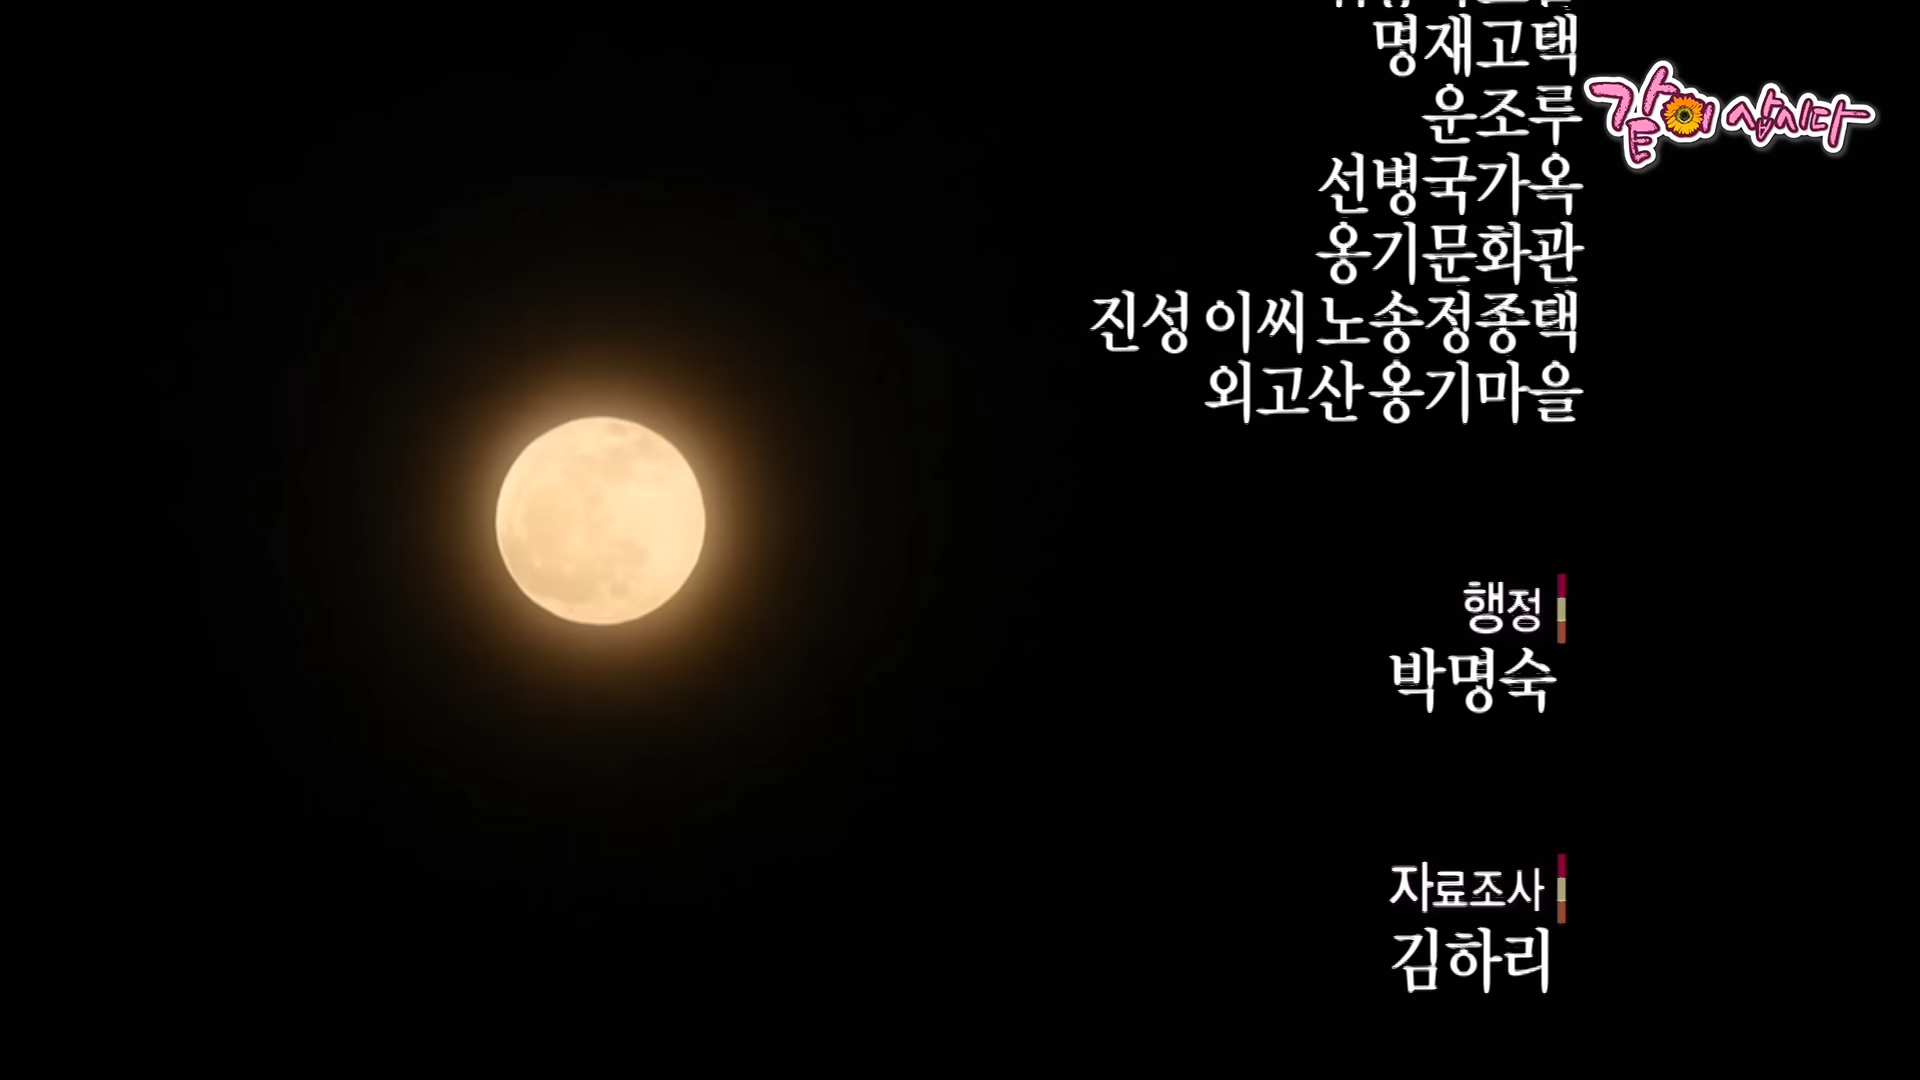 명재고택
운조루
같이 삽시다
선병국가옥
옹기문화관
진성 이씨 노송정종택
외고산 옹기마을
행정
박명숙
자료조사
김하리